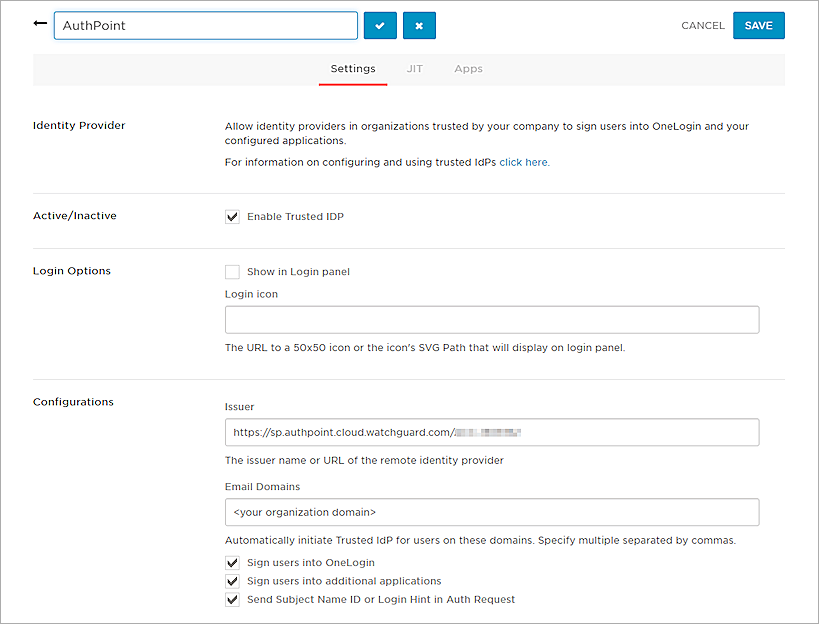 AuthPoint
CANCEL
SAVE
Settings
JIT
Apps
Identity Provider
Allow identity providers in organizations trusted by your company to sign users into OneLogin and your
configured applications.
For information on configuring and using trusted IdPs click here.
Active/Inactive
Enable Trusted IDP
Login Options
Show in Login panel
Login icon
The URL to a 50x50 icon or the icon's SVG Path that will display on login panel.
Configurations
Issuer
https://sp.authpoint.cloud.watchguard.com/
The issuer name or URL of the remote identity provider
Email Domains
<your organization domain>
Automatically initiate Trusted IdP for users on these domains. Specify multiple separated by commas.
Sign users into OneLogin
Sign users into additional applications
Send Subject Name ID or Login Hint in Auth Request